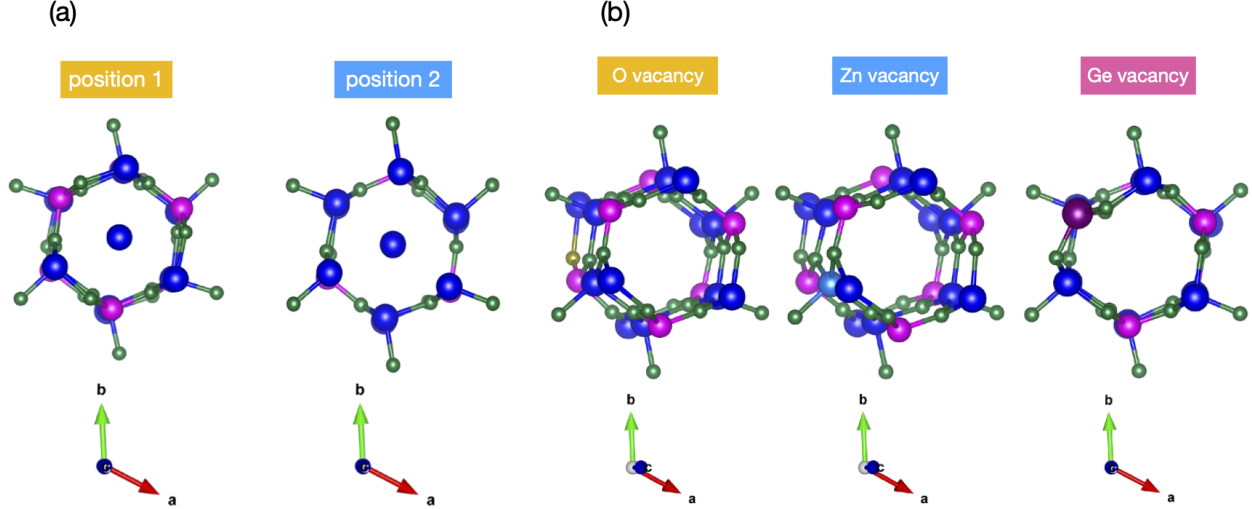 (a)
(b)
position 1
position 2
O vacancy
Zn vacancy
Ge vacancy
b
a
c
b
a
c
b
a
c
b
a
c
b
a
c